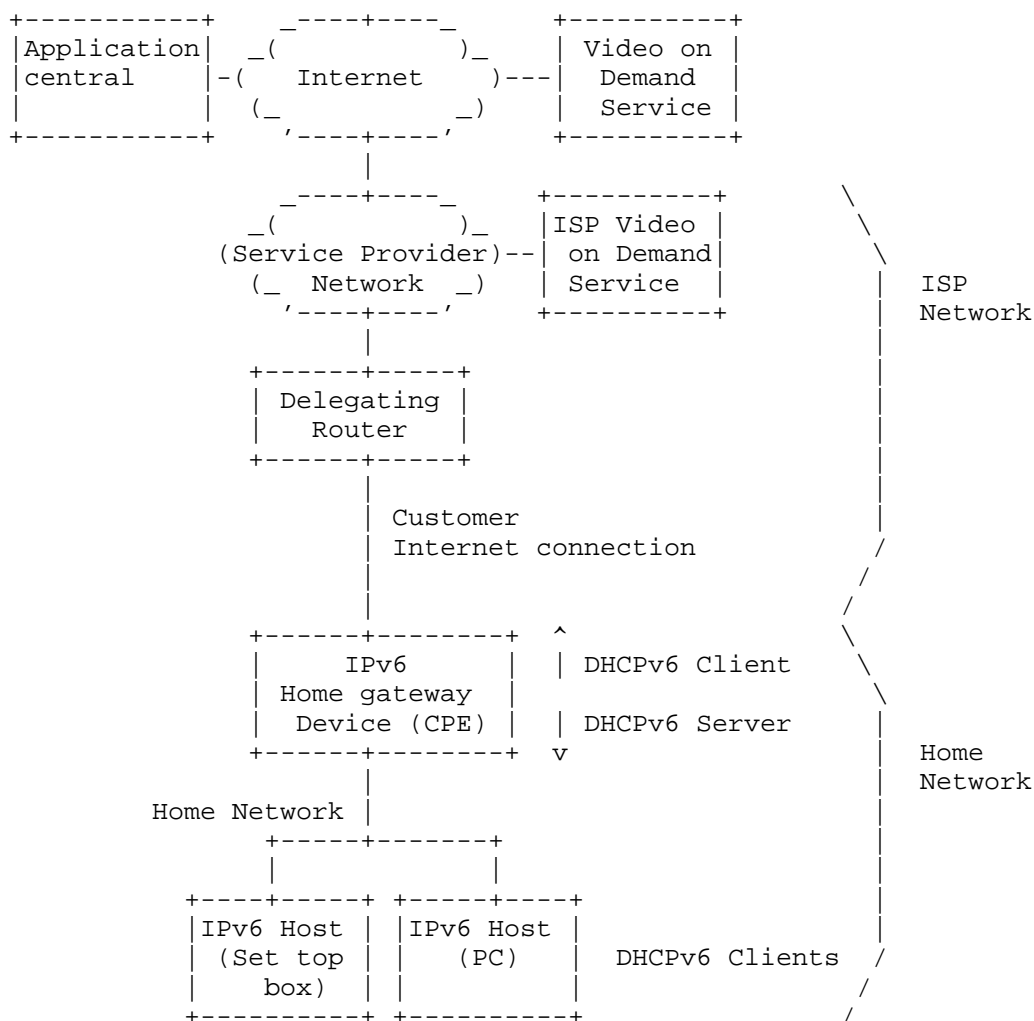 Application
central
Internet
Video on
Demand
Service
(Service Provider)
Network
ISP Video
on Demand
Service
ISP
Network
Delegating
Router
Customer
Internet connection
IPv6
Home gateway
Device (CPE)
DHCPv6 Client
DHCPv6 Server
Home
Network
Home Network
IPv6 Host
(Set top
box)
IPv6 Host
(PC)
DHCPv6 Clients